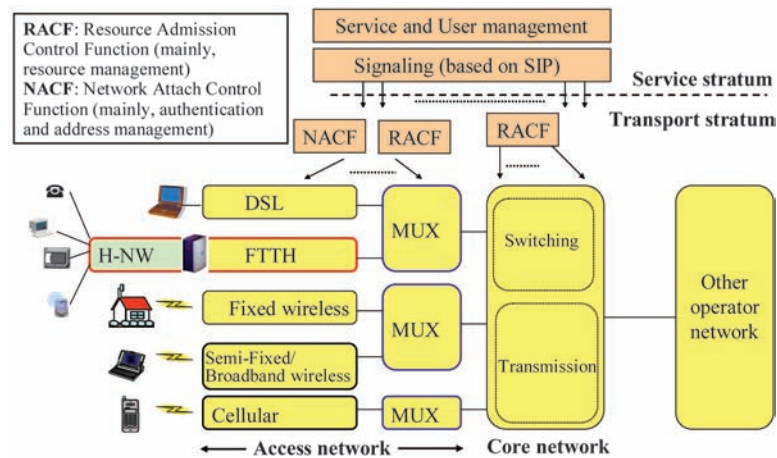 RACF: Resource Admission
Control Function (mainly,
resource management)
NACF: Network Attach Control
Function (mainly, authentication
and address management)
Service and User management
Signaling (based on SIP)
Service stratum
Transport stratum
NACF
RACF
RACF
DSL
MUX
Switching
H-NW
FTTH
Other
operator
network
Fixed wireless
MUX
Semi-Fixed/
Broadband wireless
Transmission
Cellular
MUX
Access network
Core network